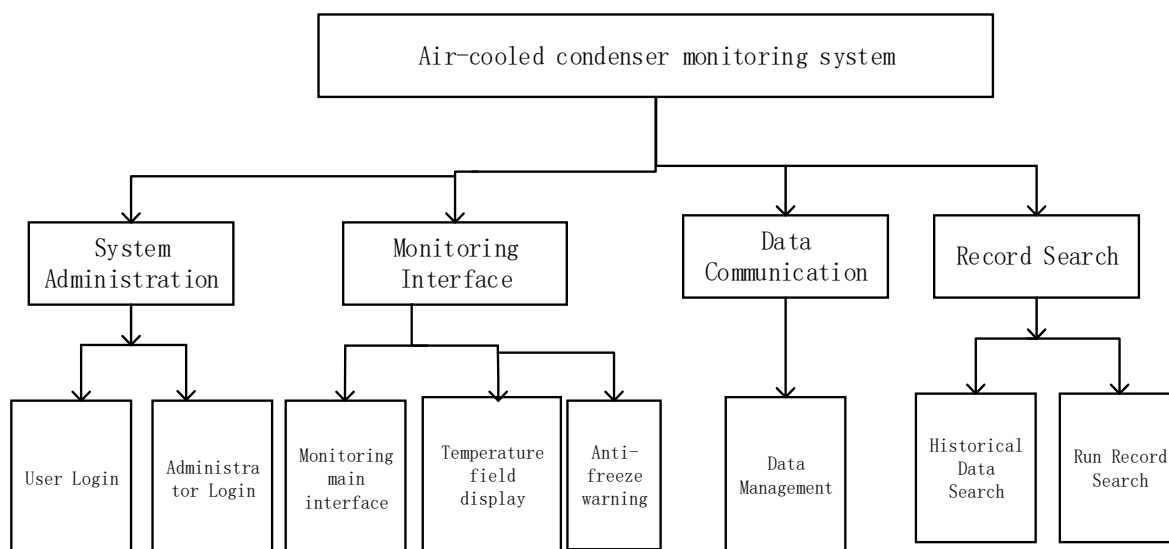 Air-cooled condenser monitoring system
System
Administration
Monitoring
Interface
Data
Communication
Record Search
User Login
Administra
tor Login
Monitoring
main
interface
Temperature
field
display
Anti-
freeze
warning
Data
Management
Historical
Data
Search
Run Record
Search